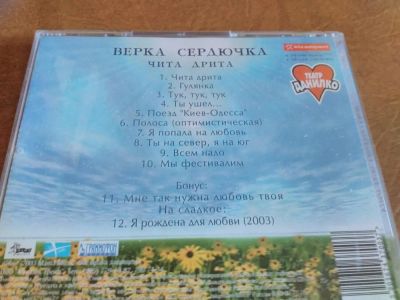 ВЕРКА СЕРДЮЧКА
ЧИТА ДРИТА
ТЕАТР
ДАНИЛКО
1. Чита дрита
2. Гулянка
3. Тук, тук, тук
4. Ты ушел...
5. Поезд "Киев-Одесса"
6. Полоса (оптимистическая)
7. Я попала на любовь
8. Ты на север, я на юг
9. Всем надо
10. Мы фестивалим
Бонус:
11. Мне так нужна любовь твоя
На сладкое:
12. Я рождена для любви (2003)